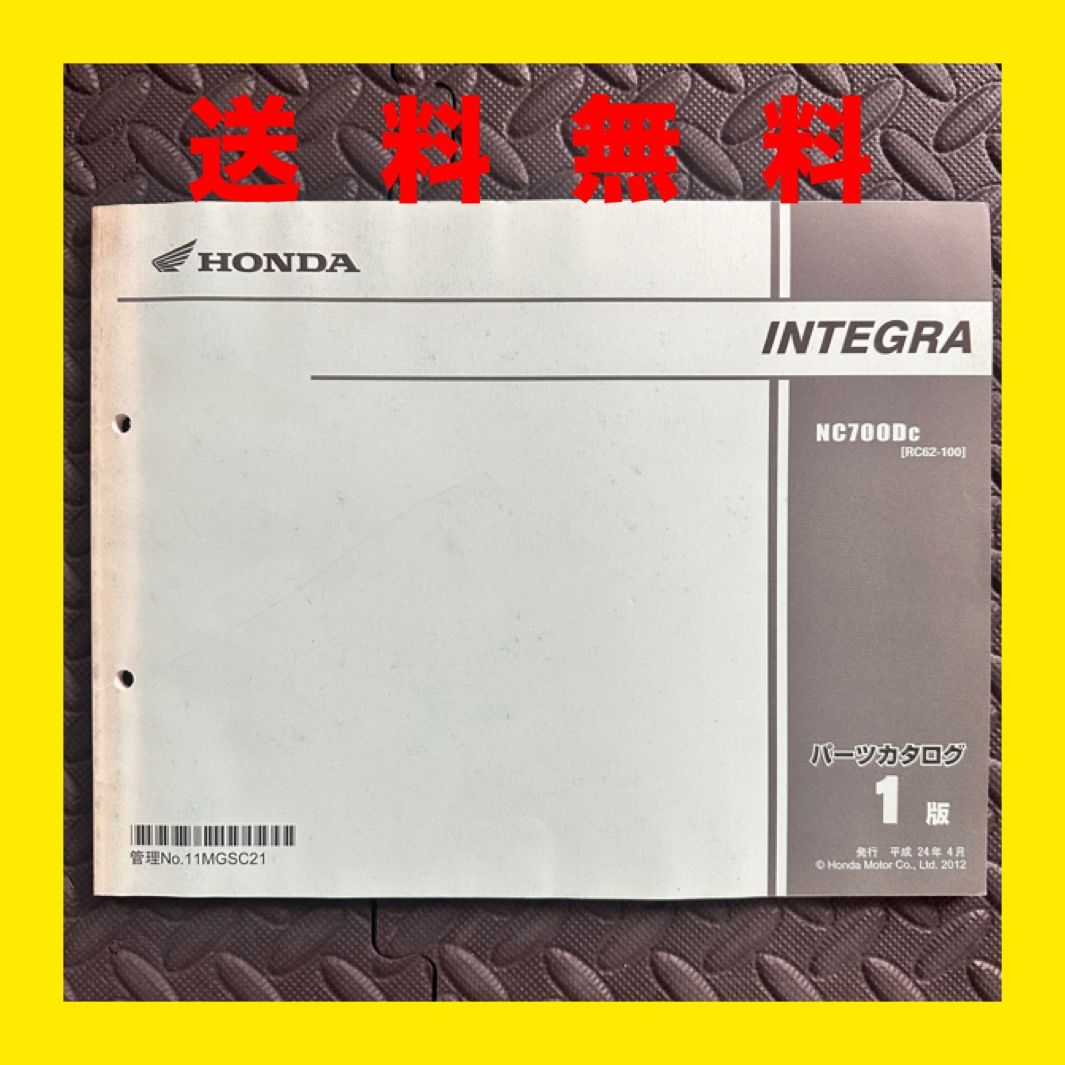 送料無料
HONDA
INTEGRA
NC700Dc
[RC62-100]
パーツカタログ
1版
発行 平成 24年 4月
© Honda Motor Co., Ltd. 2012
管理No.11MGSC21